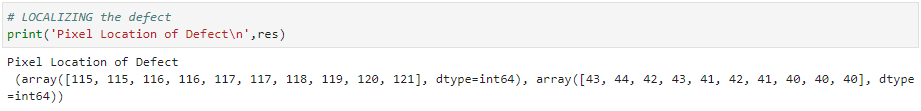 # LOCALIZING the defect
print('Pixel Location of Defect\n',res)
Pixel Location of Defect
 (array([115, 115, 116, 116, 117, 117, 118, 119, 120, 121], dtype=int64), array([43, 44, 42, 43, 41, 42, 41, 40, 40, 40], dtype
=int64))